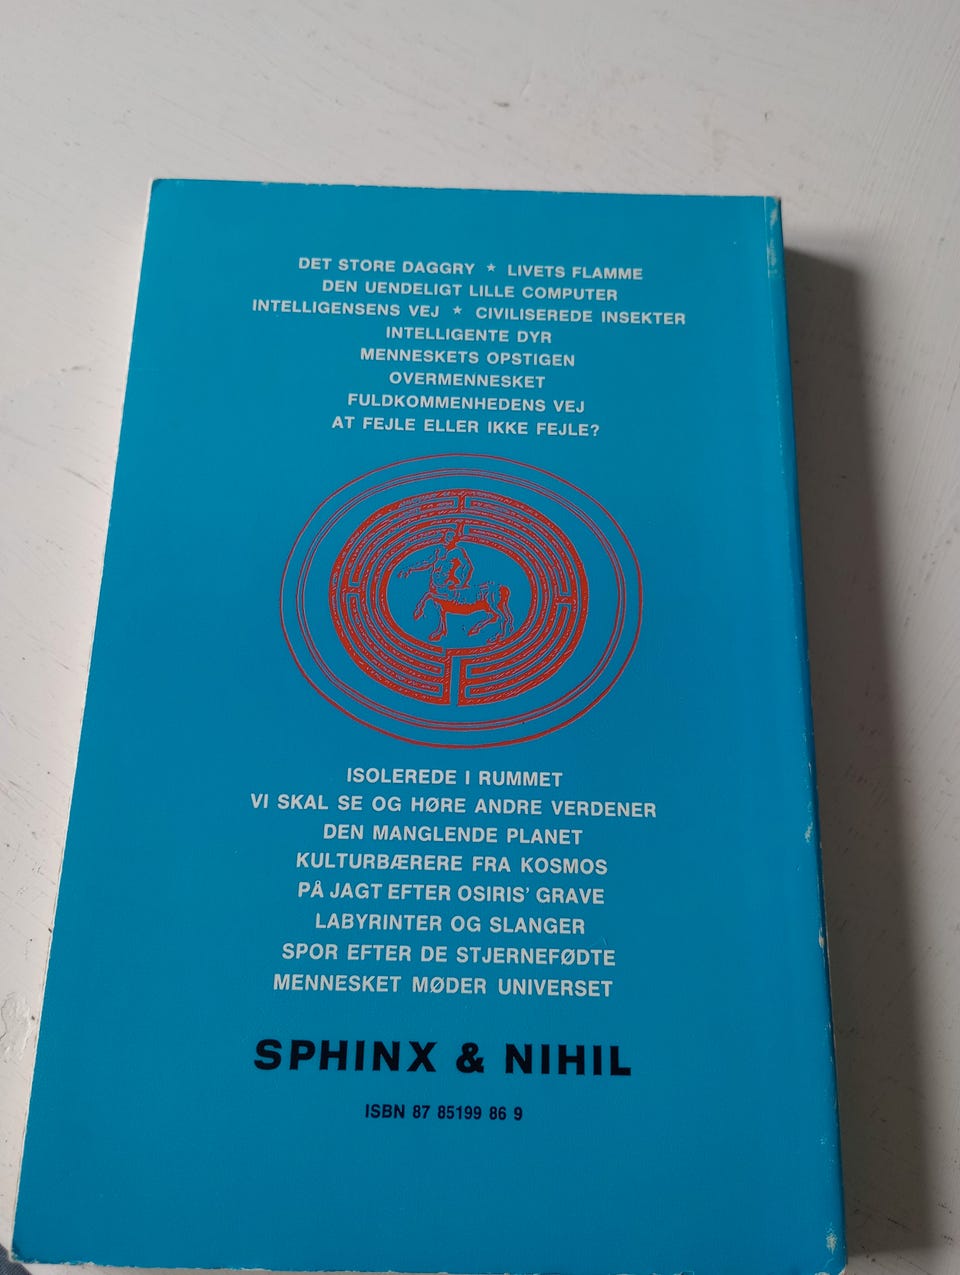 DET STORE DAGGRY * LIVETS FLAMME
DEN UENDELIGT LILLE COMPUTER
INTELLIGENSENS VEJ * CIVILISEREDE INSEKTER
INTELLIGENTE DYR
MENNESKETS OPSTIGEN
OVERMENNESKET
FULDKOMMENHEDENS VEJ
AT FEJLE ELLER IKKE FEJLE?
ISOLEREDE I RUMMET
VI SKAL SE OG HØRE ANDRE VERDENER
DEN MANGLENDE PLANET
KULTURBÆRERE FRA KOSMOS
PÅ JAGT EFTER OSIRIS' GRAVE
LABYRINTER OG SLANGER
SPOR EFTER DE STJERNEFØDTE
MENNESKET MØDER UNIVERSET
SPHINX & NIHIL
ISBN 87 85199 86 9